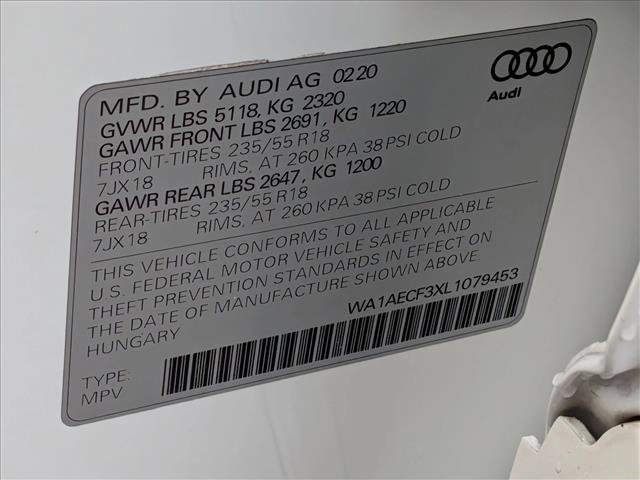 MFD. BY AUDI AG 0220
GVWR LBS 5118, KG 2320
GAWR FRONT LBS 2691, KG 1220
FRONT-TIRES 235/55 R18
7JX18 RIMS, AT 260 KPA 38 PSI COLD
GAWR REAR LBS 2647, KG 1200
REAR-TIRES 235/55 R18
7JX18 RIMS, AT 260 KPA 38 PSI COLD
THIS VEHICLE CONFORMS TO ALL APPLICABLE
U.S. FEDERAL MOTOR VEHICLE SAFETY AND
THEFT PREVENTION STANDARDS IN EFFECT ON
THE DATE OF MANUFACTURE SHOWN ABOVE.
HUNGARY
WA1AECF3XL1079453
TYPE:
MPV
Audi